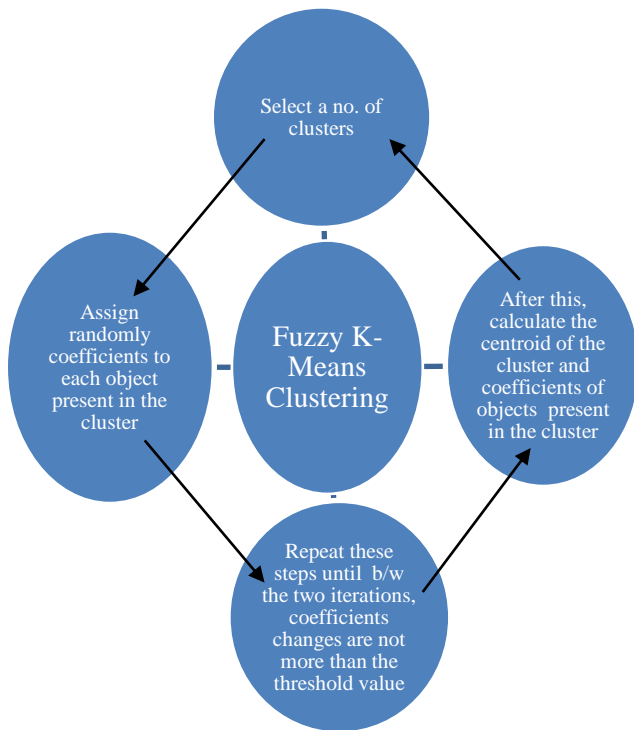 Select a no. of
clusters
Assign
randomly
coefficients to
each object
present in the
cluster
Fuzzy K-
Means
Clustering
After this,
calculate the
centroid of the
cluster and
coefficients of
objects present
in the cluster
Repeat these
steps until b/w
the two iterations,
coefficients
changes are not
more than the
threshold value